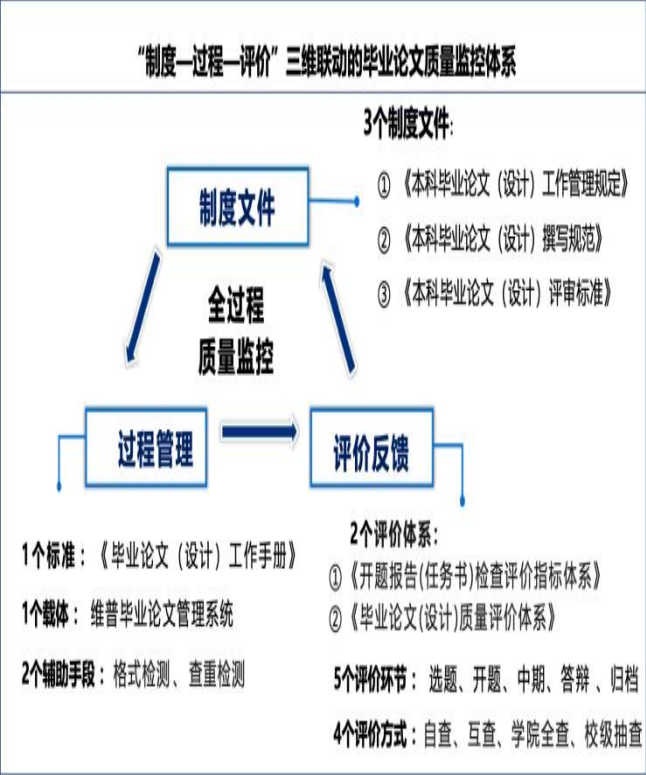 “制度—过程—评价”三维联动的毕业论文质量监控体系
3个制度文件:
① 《本科毕业论文（设计）工作管理规定》
② 《本科毕业论文（设计）撰写规范》
③ 《本科毕业论文（设计）评审标准》
制度文件
全过程
质量监控
过程管理
评价反馈
1个标准：《毕业论文（设计）工作手册》
1个载体：维普毕业论文管理系统
2个辅助手段：格式检测、查重检测
2个评价体系：
①《开题报告(任务书)检查评价指标体系》
②《毕业论文(设计)质量评价体系》
5个评价环节：选题、开题、中期、答辩、归档
4个评价方式：自查、互查、学院全查、校级抽查